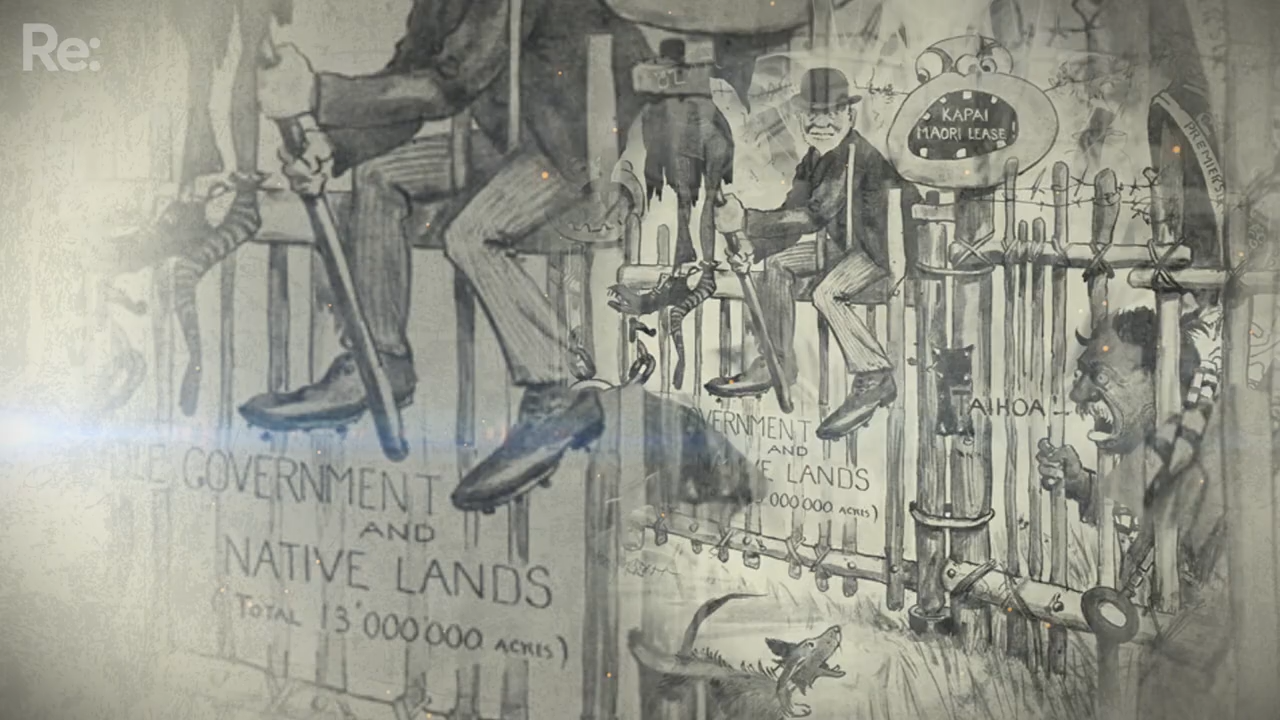 Re:
KAPAI
MAORI LEASE!
PREMIERS
TAIHOA!
GOVERNMENT
AND
NATIVE LANDS
(TOTAL 13'000'000 ACRES)
VERNMENT
AND
VE LANDS
000'000 ACRES)